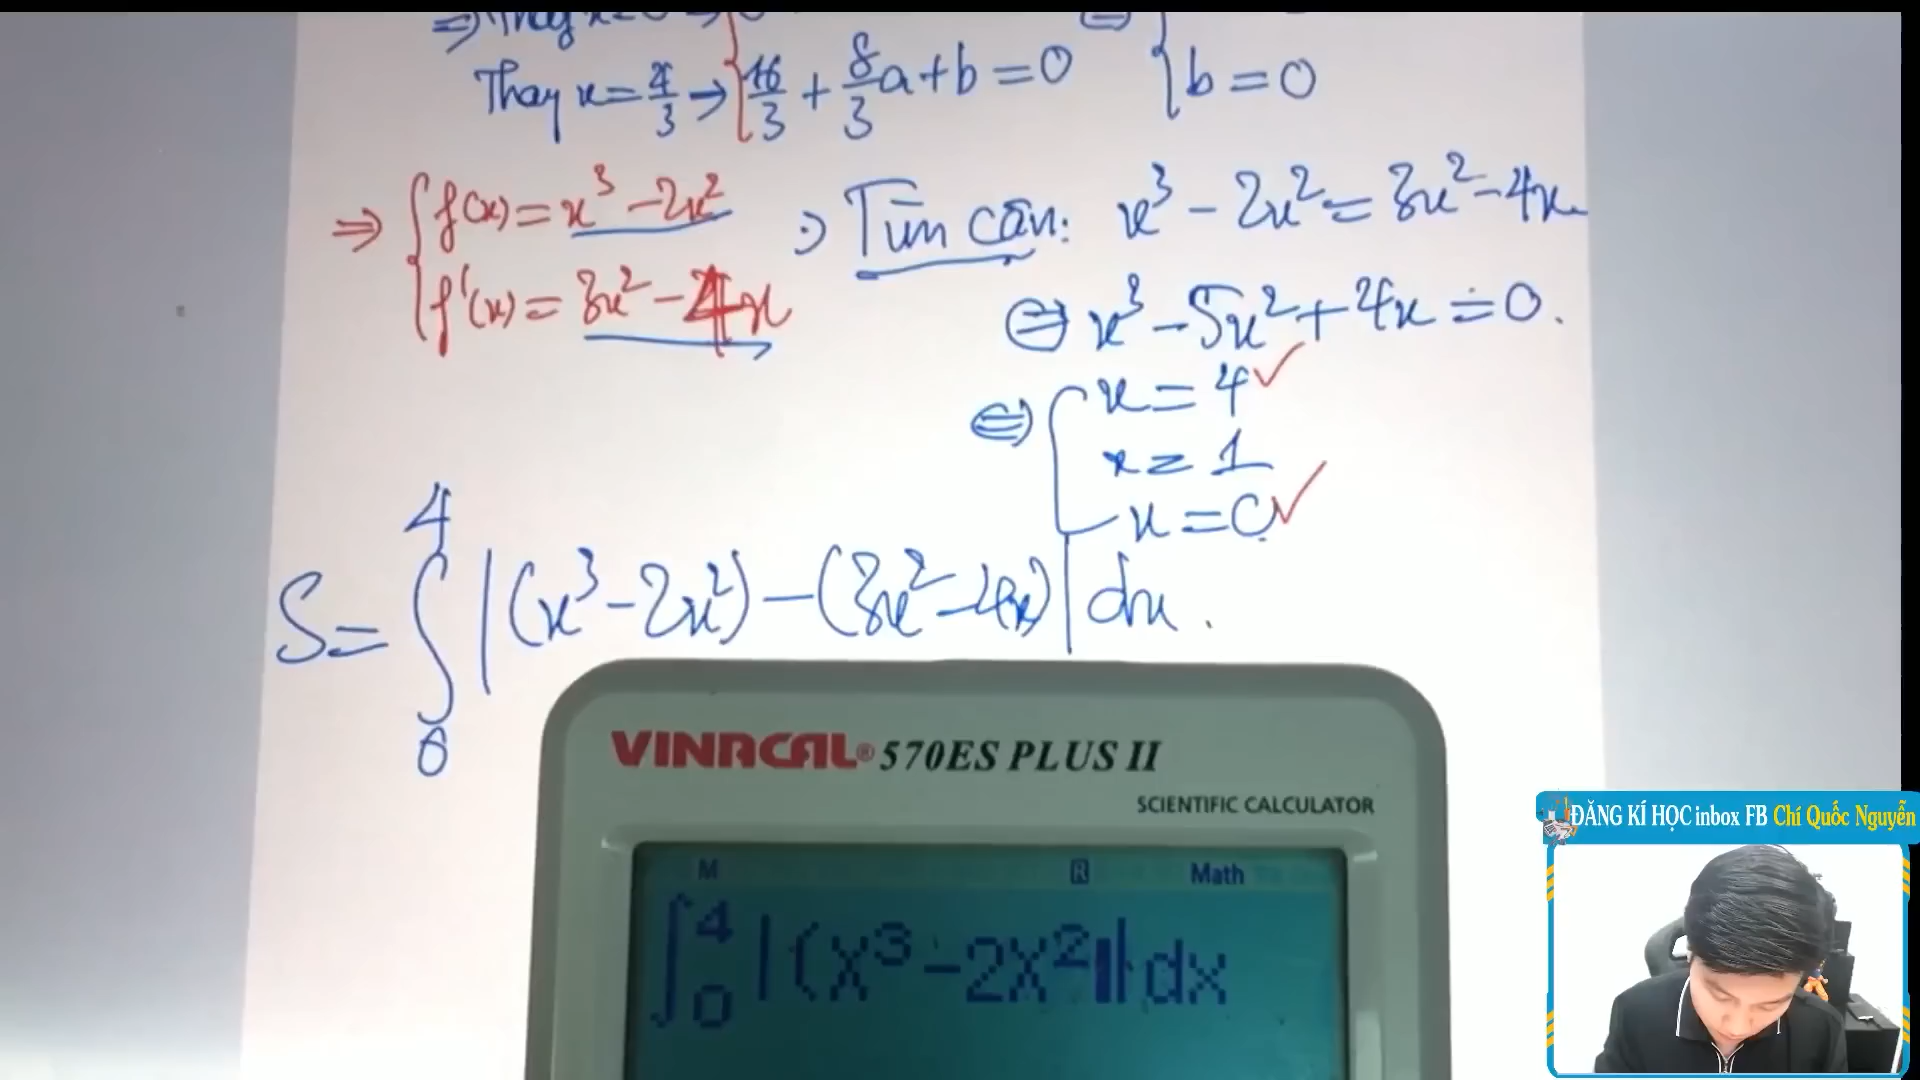 ⇒ Thay x
Thay x = 4/3 → { 16/3 + 8/3 a + b = 0 { b = 0
⇒ { f(x) = x³ - 2x²
f'(x) = 3x² - 4x
Tìm cận: x³ - 2x² = 3x² - 4x
⇔ x³ - 5x² + 4x = 0.
⇔ [ x = 4 ✓
x = 1
x = 0 ✓
S = ∫₀⁴ |(x³ - 2x²) - (3x² - 4x)| dx.
VINACAL® 570ES PLUS II
SCIENTIFIC CALCULATOR
M R Math
∫₀⁴ |(X³-2X²| dx
ĐĂNG KÍ HỌC inbox FB Chí Quốc Nguyễn